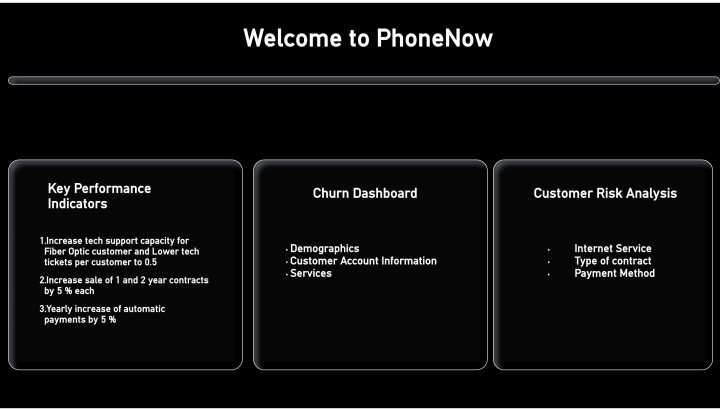 Welcome to PhoneNow
Key Performance
Indicators
1.Increase tech support capacity for
Fiber Optic customer and Lower tech
tickets per customer to 0.5
2.Increase sale of 1 and 2 year contracts
by 5 % each
3.Yearly increase of automatic
payments by 5 %
Churn Dashboard
· Demographics
· Customer Account Information
· Services
Customer Risk Analysis
· Internet Service
· Type of contract
· Payment Method